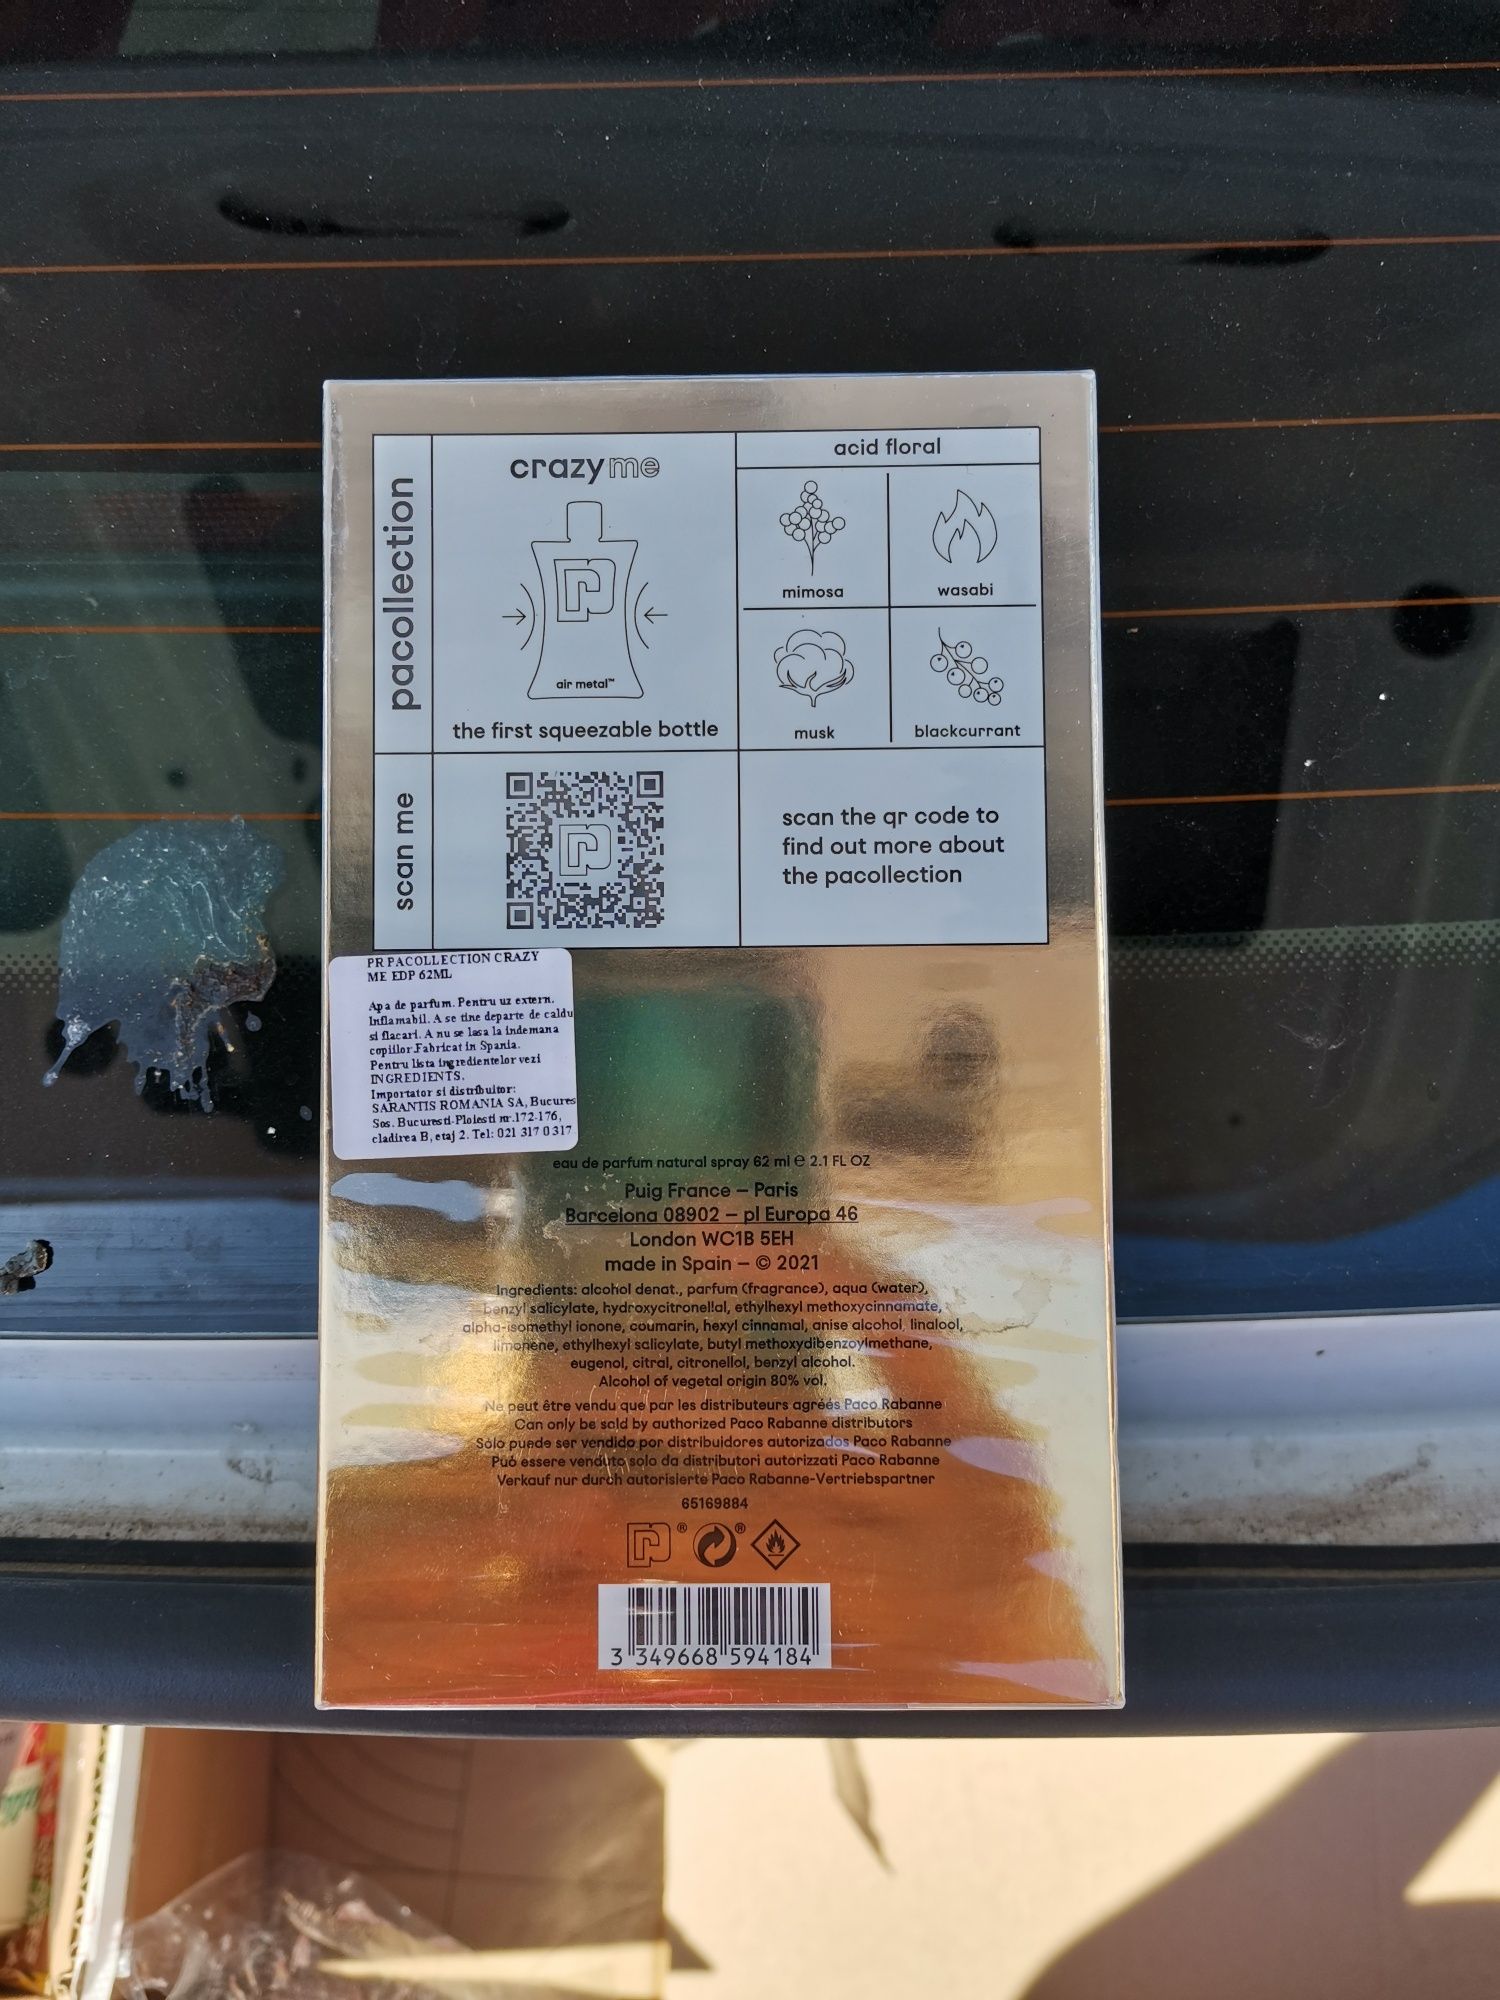 pacollection
crazyme
air metal™
the first squeezable bottle
acid floral
mimosa
wasabi
musk
blackcurrant
scan me
scan the qr code to
find out more about
the pacollection
PR PACOLLECTION CRAZY
ME EDP 62ML
Apa de parfum. Pentru uz extern.
Inflamabil. A se tine departe de caldu
si flacari. A nu se lasa la indemana
copiilor.Fabricat in Spania.
Pentru lista ingredientelor vezi
INGREDIENTS.
Importator si distribuitor:
SARANTIS ROMANIA SA, Bucures
Sos. Bucuresti-Ploiesti nr.172-176,
cladirea B, etaj 2. Tel: 021 317 0317
eau de parfum natural spray 62 ml ℮ 2.1 FL OZ
Puig France – Paris
Barcelona 08902 – pl Europa 46
London WC1B 5EH
made in Spain – © 2021
Ingredients: alcohol denat., parfum (fragrance), aqua (water),
benzyl salicylate, hydroxycitronellal, ethylhexyl methoxycinnamate,
alpha-isomethyl ionone, coumarin, hexyl cinnamal, anise alcohol, linalool,
limonene, ethylhexyl salicylate, butyl methoxydibenzoylmethane,
eugenol, citral, citronellol, benzyl alcohol.
Alcohol of vegetal origin 80% vol.
Ne peut être vendu que par les distributeurs agréés Paco Rabanne
Can only be sold by authorized Paco Rabanne distributors
Sólo puede ser vendido por distribuidores autorizados Paco Rabanne
Può essere venduto solo da distributori autorizzati Paco Rabanne
Verkauf nur durch autorisierte Paco Rabanne-Vertriebspartner
65169884
® ®
3 349668 594184